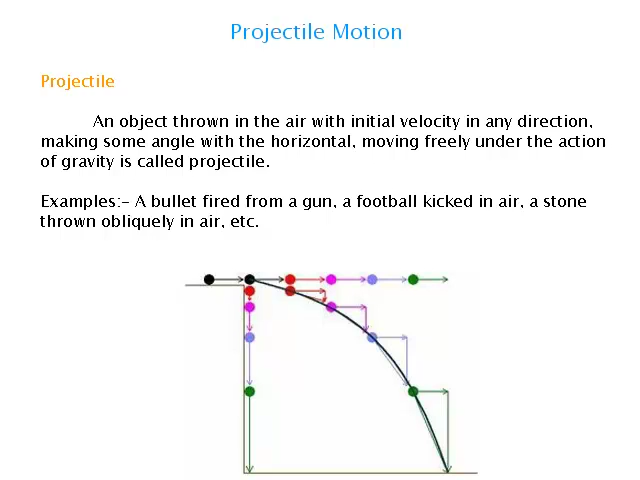 Projectile Motion
Projectile
An object thrown in the air with initial velocity in any direction,
making some angle with the horizontal, moving freely under the action
of gravity is called projectile.
Examples:- A bullet fired from a gun, a football kicked in air, a stone
thrown obliquely in air, etc.